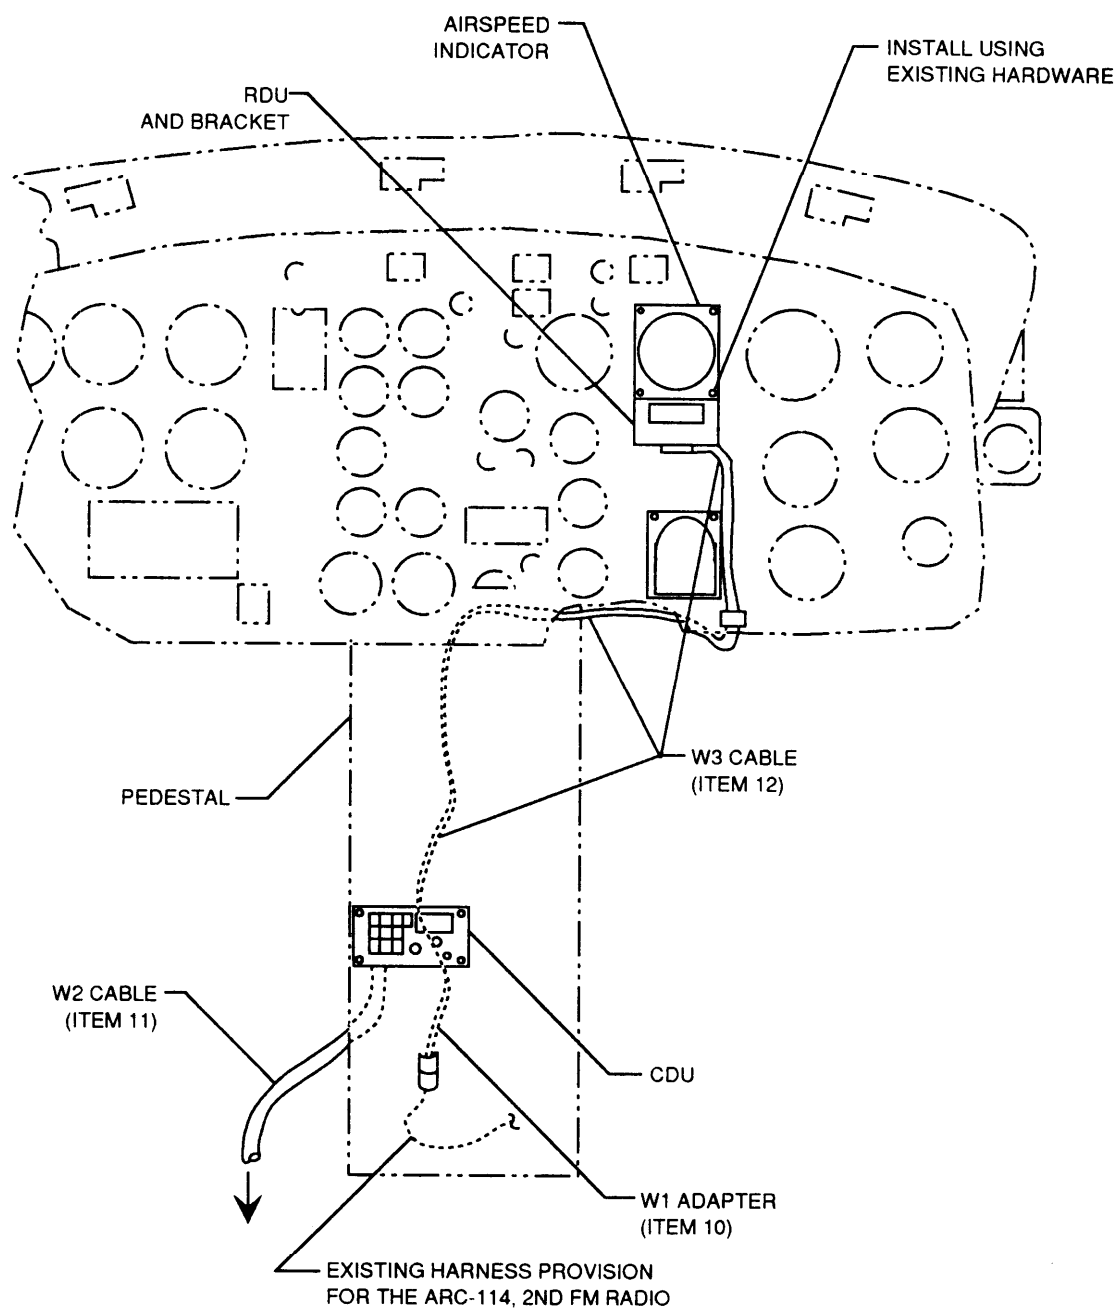 AIRSPEED
INDICATOR
INSTALL USING
EXISTING HARDWARE
RDU
AND BRACKET
W3 CABLE
(ITEM 12)
PEDESTAL
W2 CABLE
(ITEM 11)
CDU
W1 ADAPTER
(ITEM 10)
EXISTING HARNESS PROVISION
FOR THE ARC-114, 2ND FM RADIO